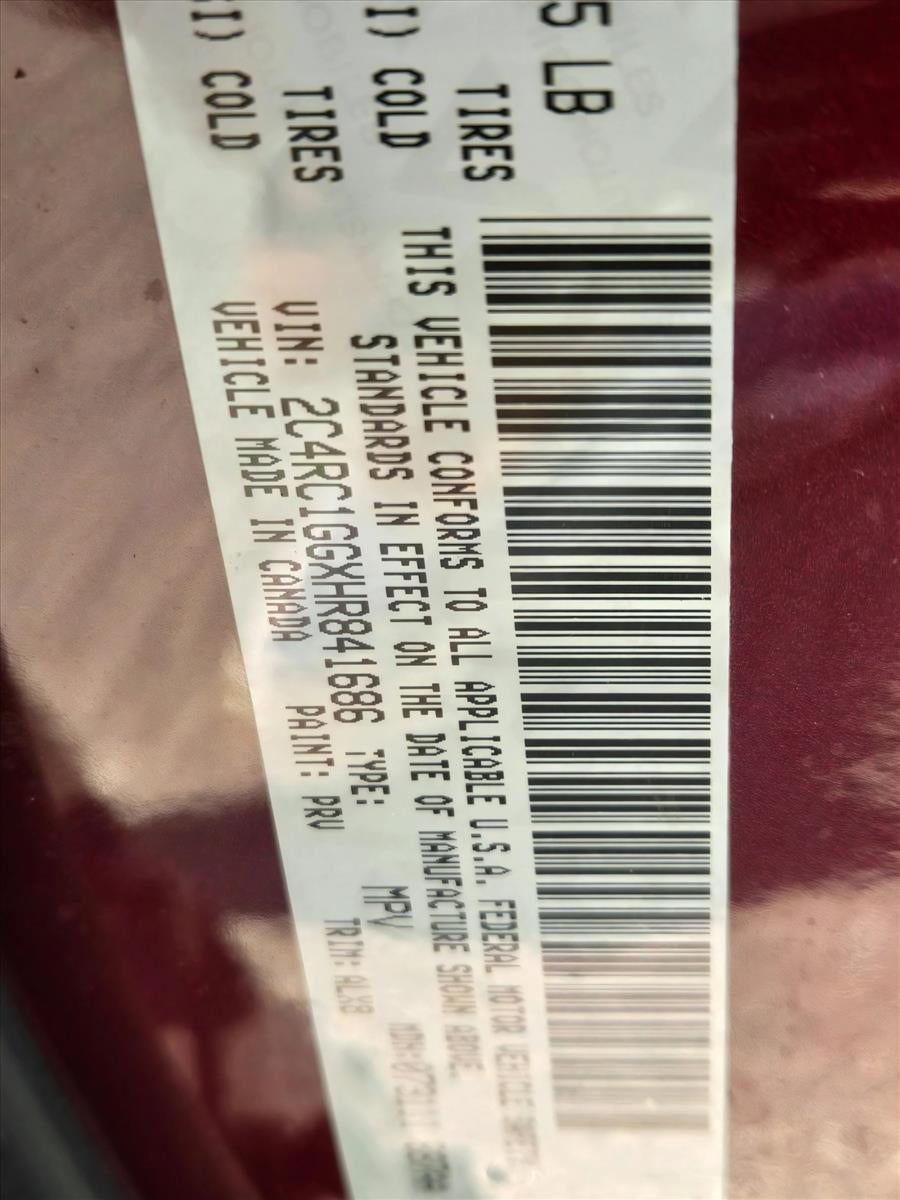 5 LB
TIRES
I) COLD
TIRES
I) COLD
THIS VEHICLE CONFORMS TO ALL APPLICABLE U.S.A. FEDERAL MOTOR VEHICLE
STANDARDS IN EFFECT ON THE DATE OF MANUFACTURE SHOWN ABOVE.
VIN: 2C4RC1GGXHR841686 TYPE: MPV
VEHICLE MADE IN CANADA PAINT: PRV TRIM: ALX8